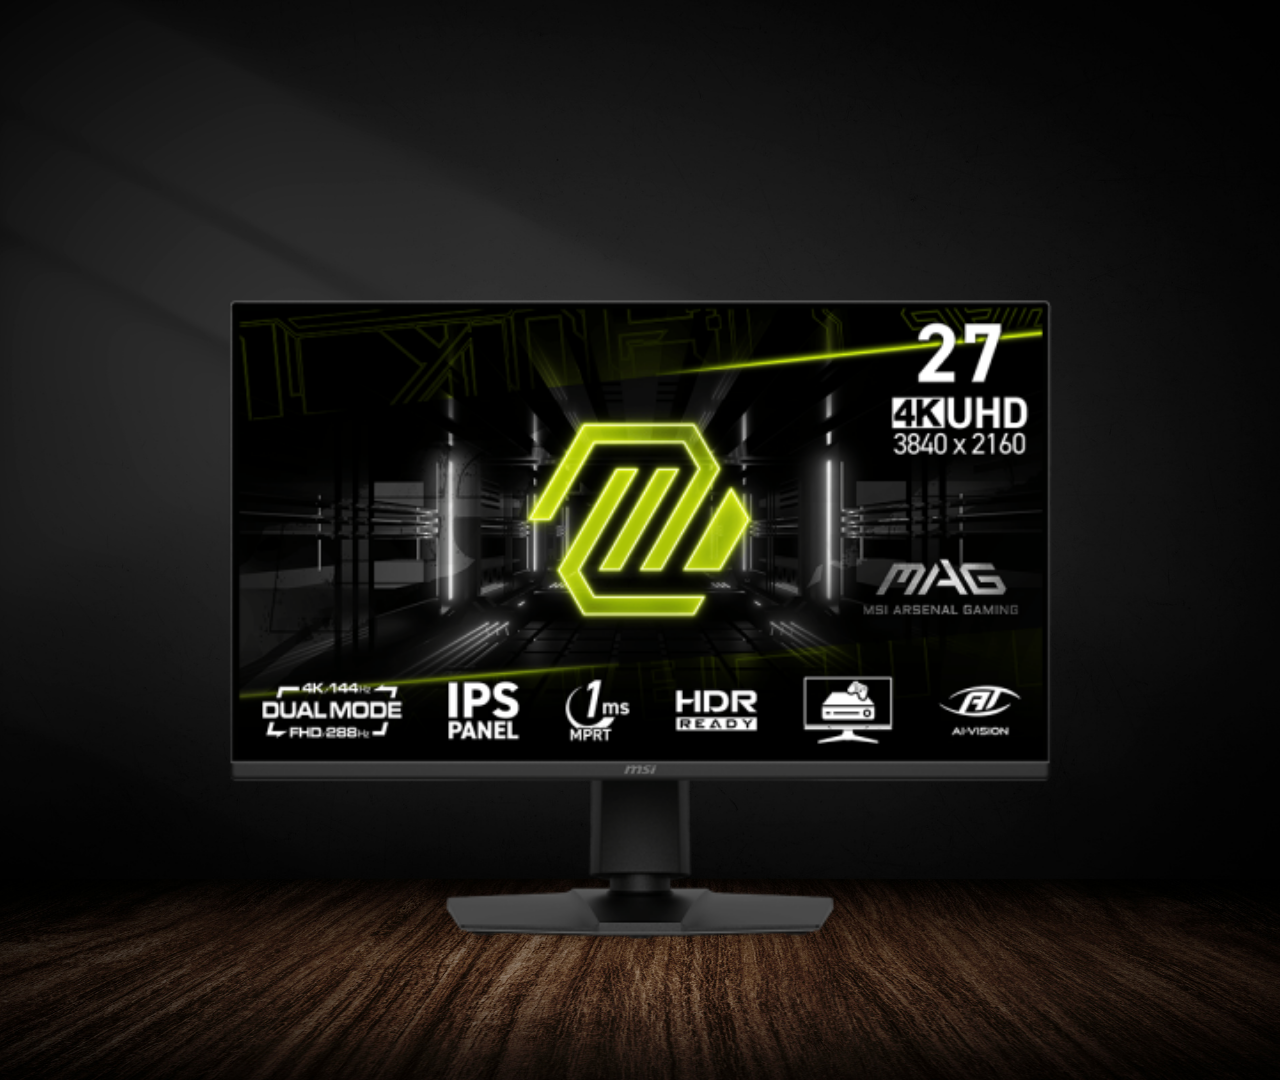 27
4K UHD
3840 x 2160
MAG
MSI ARSENAL GAMING
4K/144Hz
DUAL MODE
FHD/288Hz
IPS
PANEL
1ms
MPRT
HDR
READY
AI
AI-VISION
msi